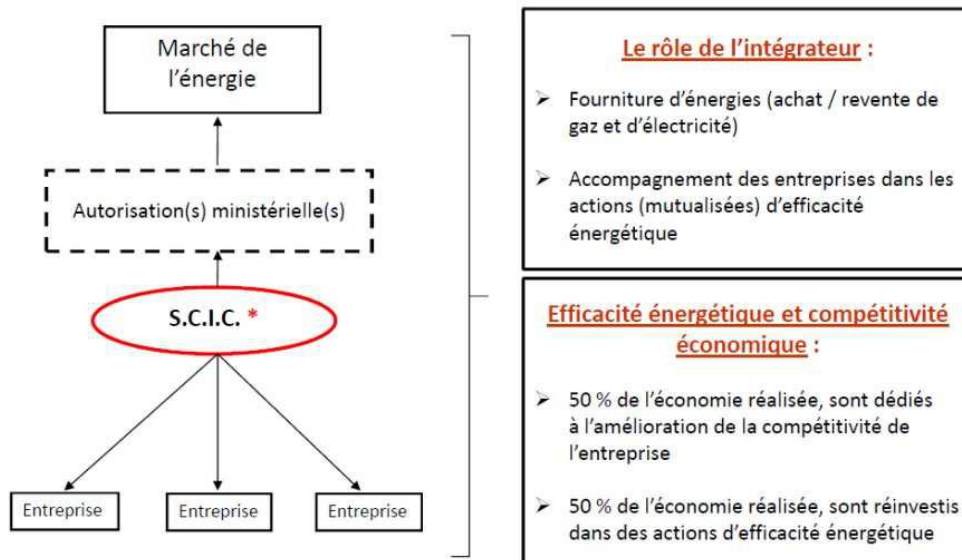 Marché de
l'énergie
Autorisation(s) ministérielle(s)
S.C.I.C. *
Entreprise
Entreprise
Entreprise
Le rôle de l'intégrateur :
➢ Fourniture d'énergies (achat / revente de
gaz et d'électricité)
➢ Accompagnement des entreprises dans les
actions (mutualisées) d'efficacité
énergétique
Efficacité énergétique et compétitivité
économique :
➢ 50 % de l'économie réalisée, sont dédiés
à l'amélioration de la compétitivité de
l'entreprise
➢ 50 % de l'économie réalisée, sont réinvestis
dans des actions d'efficacité énergétique